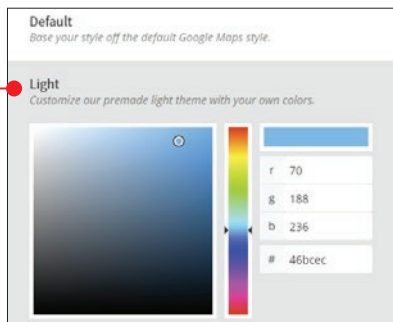 Default
Base your style off the default Google Maps style.
Light
Customize our premade light theme with your own colors.
r 70
g 188
b 236
# 46bcec